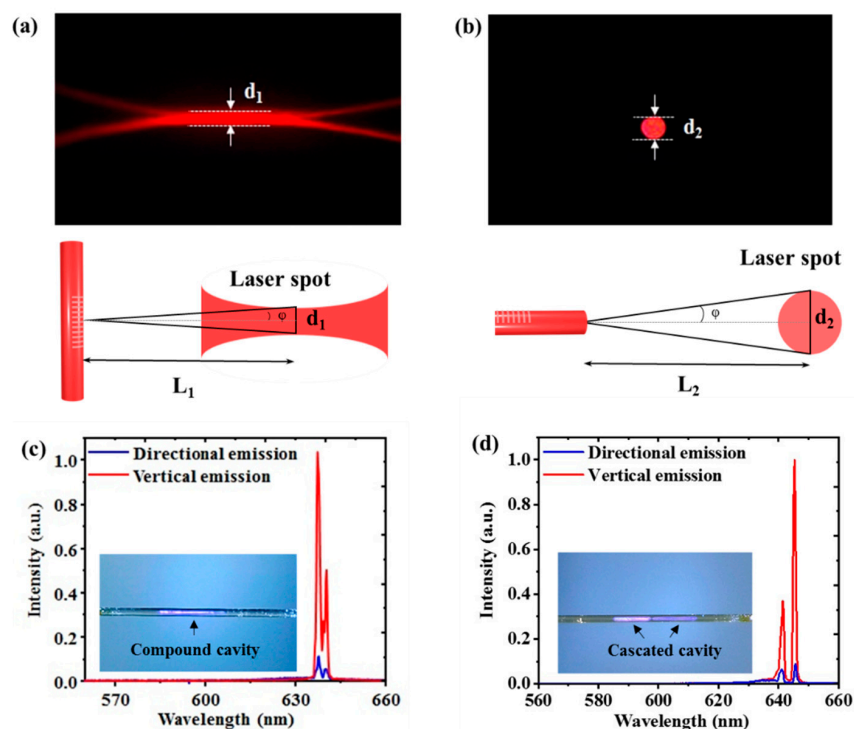 (a)
d1
(b)
d2
Laser spot
φ
d1
L1
Laser spot
φ
d2
L2
(c)
Directional emission
Vertical emission
Intensity (a.u.)
1.0
0.8
0.6
0.4
0.2
0.0
Compound cavity
570
600
630
660
Wavelength (nm)
(d)
Directional emission
Vertical emission
Intensity (a.u.)
1.0
0.8
0.6
0.4
0.2
0.0
Cascated cavity
560
580
600
620
640
660
Wavelength (nm)